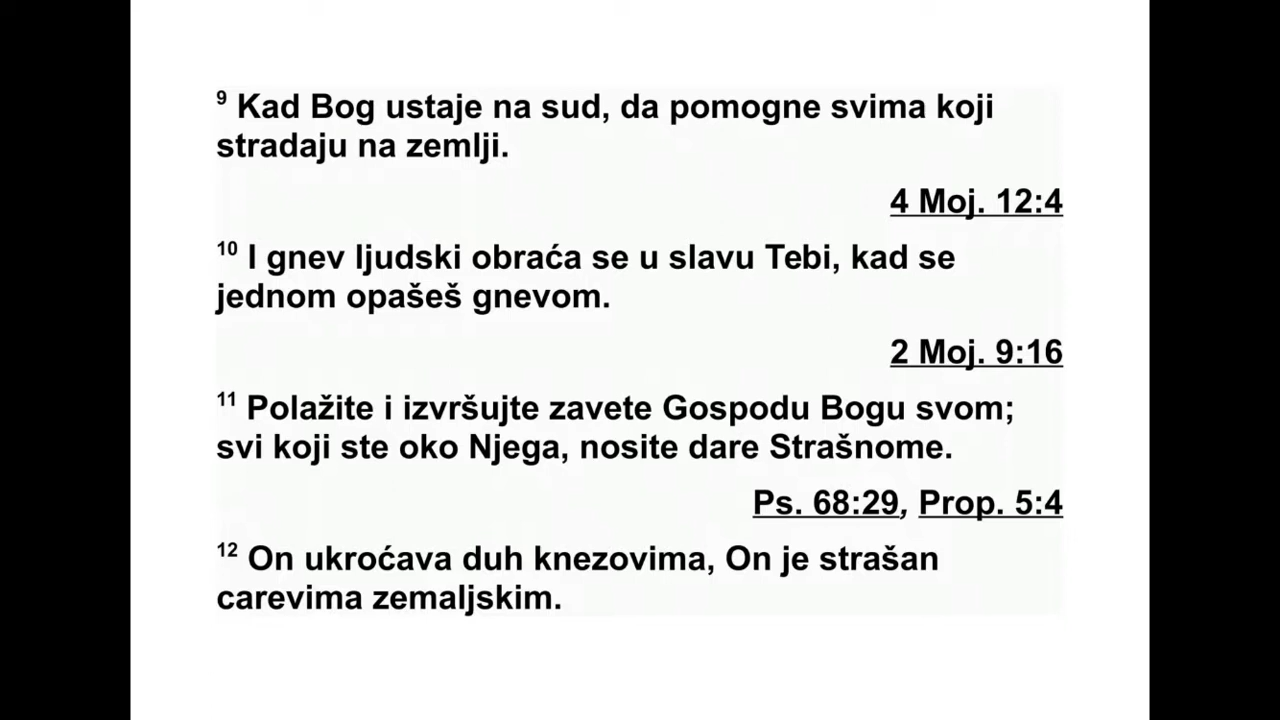 9 Kad Bog ustaje na sud, da pomogne svima koji
stradaju na zemlji.
4 Moj. 12:4
10 I gnev ljudski obraća se u slavu Tebi, kad se
jednom opašeš gnevom.
2 Moj. 9:16
11 Polažite i izvršujte zavete Gospodu Bogu svom;
svi koji ste oko Njega, nosite dare Strašnome.
Ps. 68:29, Prop. 5:4
12 On ukroćava duh knezovima, On je strašan
carevima zemaljskim.